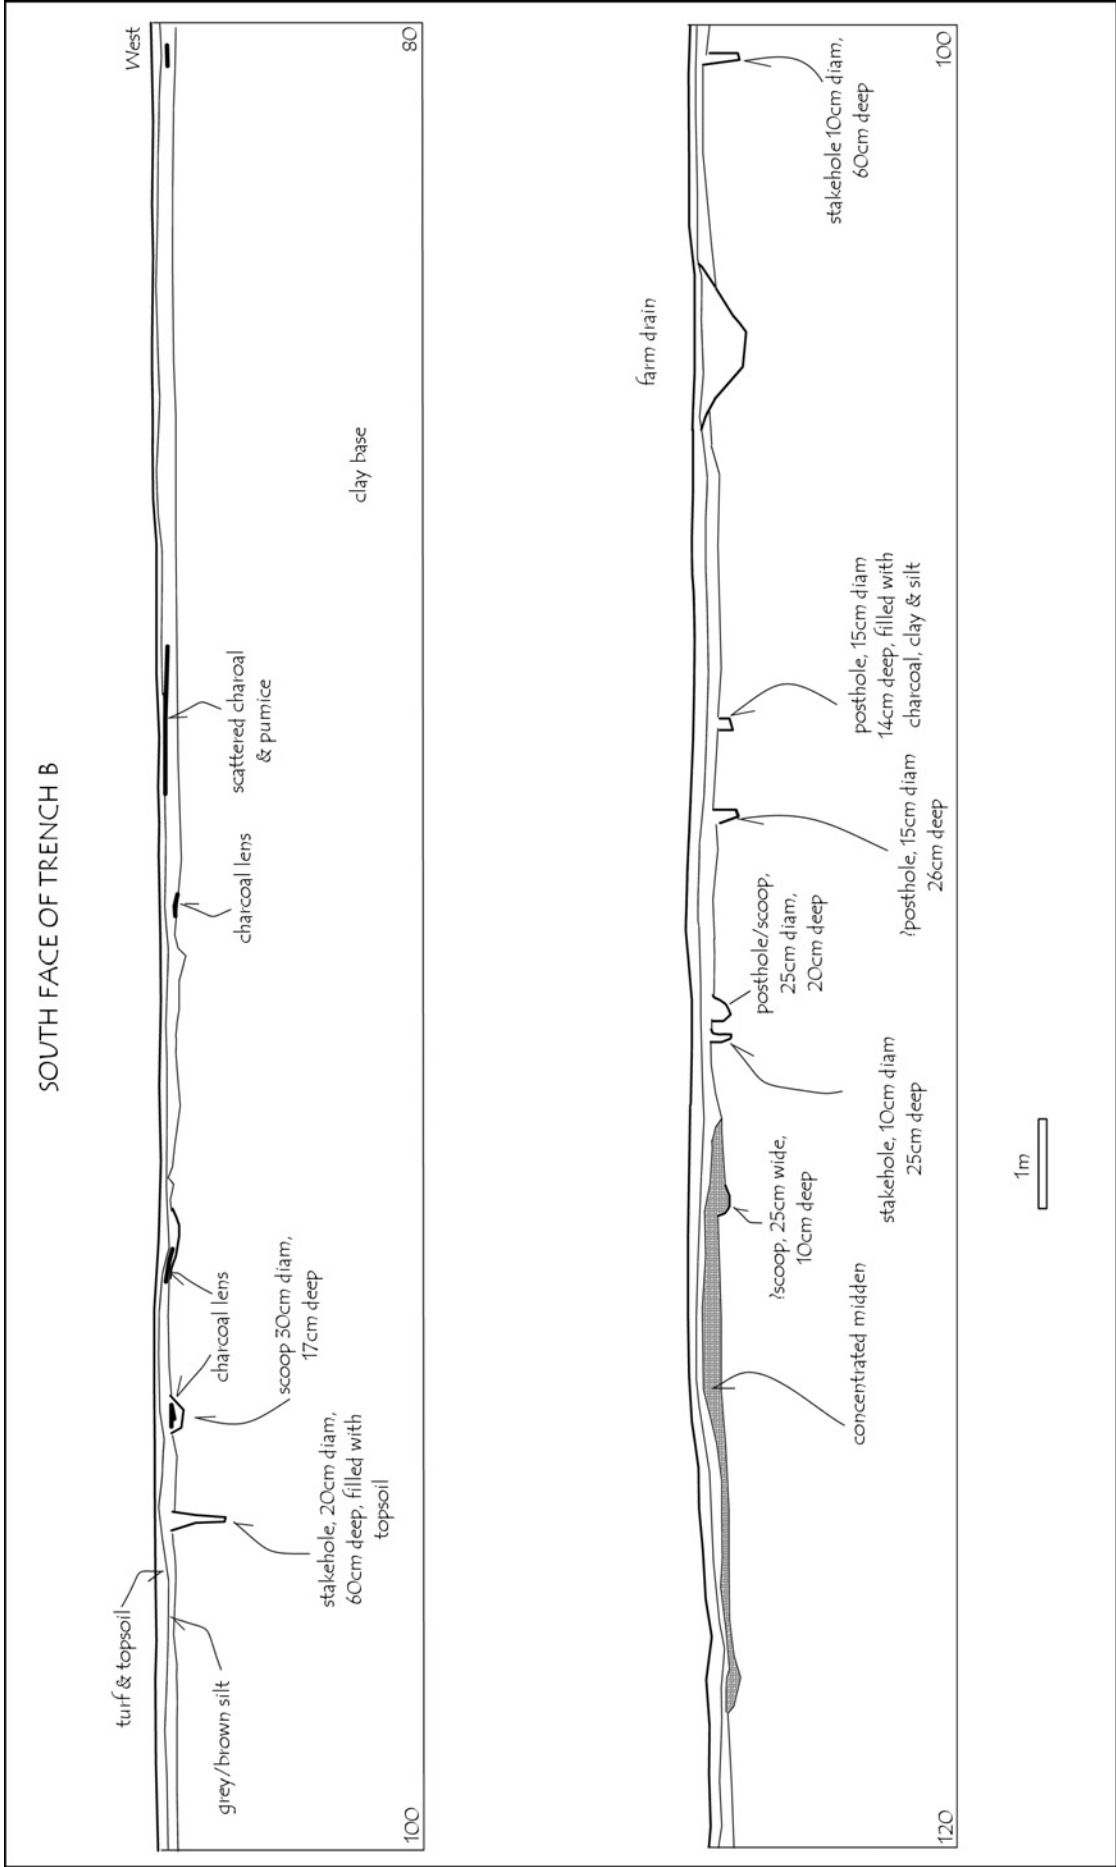 SOUTH FACE OF TRENCH B
turf & topsoil
West
grey/brown silt
stakehole, 20cm diam,
60cm deep, filled with
topsoil
scoop 30cm diam,
17cm deep
charcoal lens
charcoal lens
scattered charoal
& pumice
clay base
100
80
farm drain
concentrated midden
?scoop, 25cm wide,
10cm deep
stakehole, 10cm diam
25cm deep
posthole/scoop,
25cm diam,
20cm deep
?posthole, 15cm diam
26cm deep
posthole, 15cm diam
14cm deep, filled with
charcoal, clay & silt
stakehole 10cm diam,
60cm deep
120
100
1m